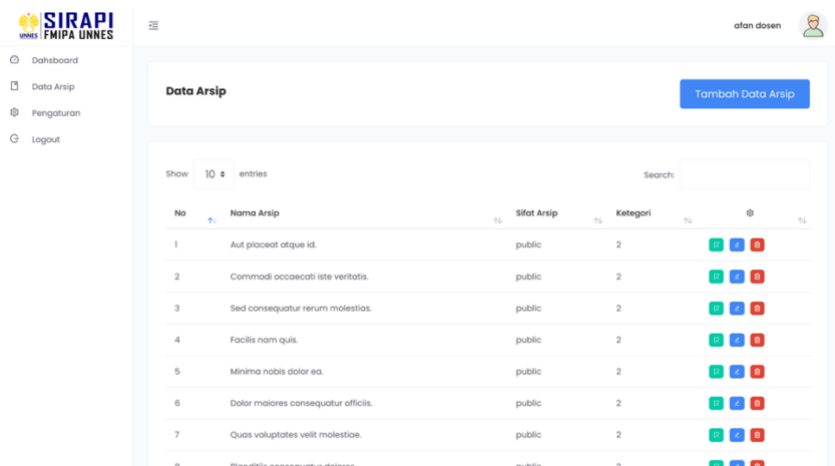 UNNES
SIRAPI
FMIPA UNNES
afan dosen
Dahsboard
Data Arsip
Pengaturan
Logout
Data Arsip
Tambah Data Arsip
Show 10 entries
Search:
No Nama Arsip Sifat Arsip Ketegori
1 Aut placeat atque id. public 2
2 Commodi occaecati iste veritatis. public 2
3 Sed consequatur rerum molestias. public 2
4 Facilis nam quis. public 2
5 Minima nobis dolor ea. public 2
6 Dolor maiores consequatur officiis. public 2
7 Quas voluptates velit molestiae. public 2